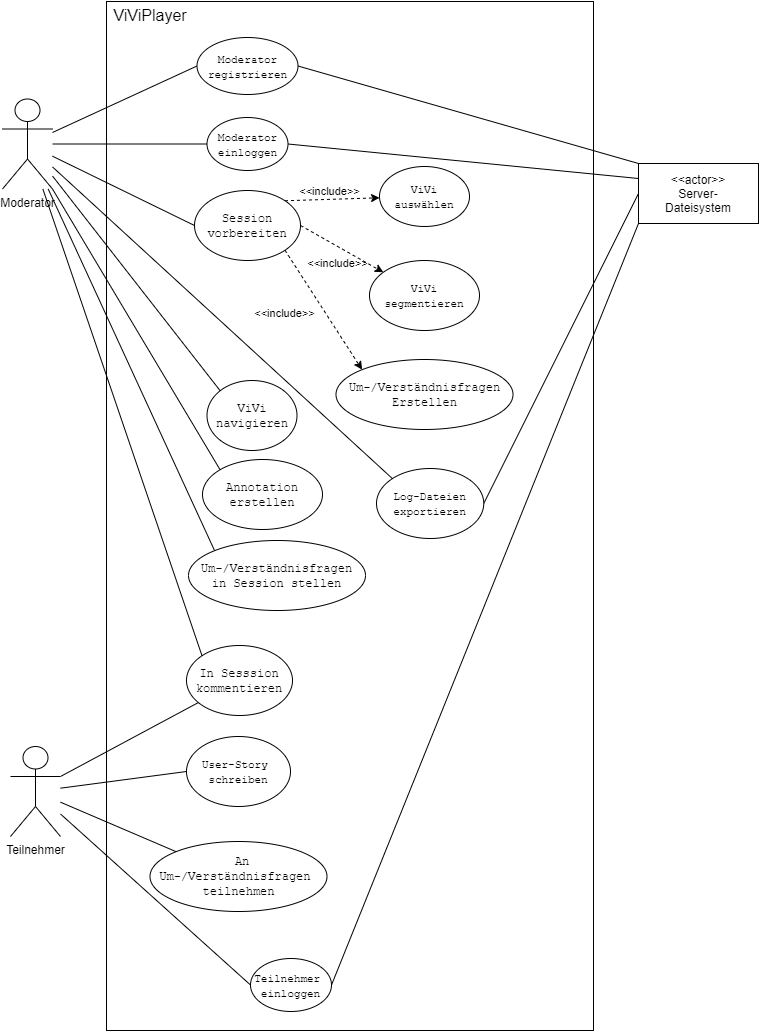 ViViPlayer
Moderator
registrieren
Moderator
einloggen
Moderator
<<actor>>
Server-
Dateisystem
Session
vorbereiten
<<include>>
ViVi
auswählen
<<include>>
ViVi
segmentieren
<<include>>
Um-/Verständnisfragen
Erstellen
ViVi
navigieren
Annotation
erstellen
Log-Dateien
exportieren
Um-/Verständnisfragen
in Session stellen
In Sesssion
kommentieren
User-Story
schreiben
Teilnehmer
An
Um-/Verständnisfragen
teilnehmen
Teilnehmer
einloggen